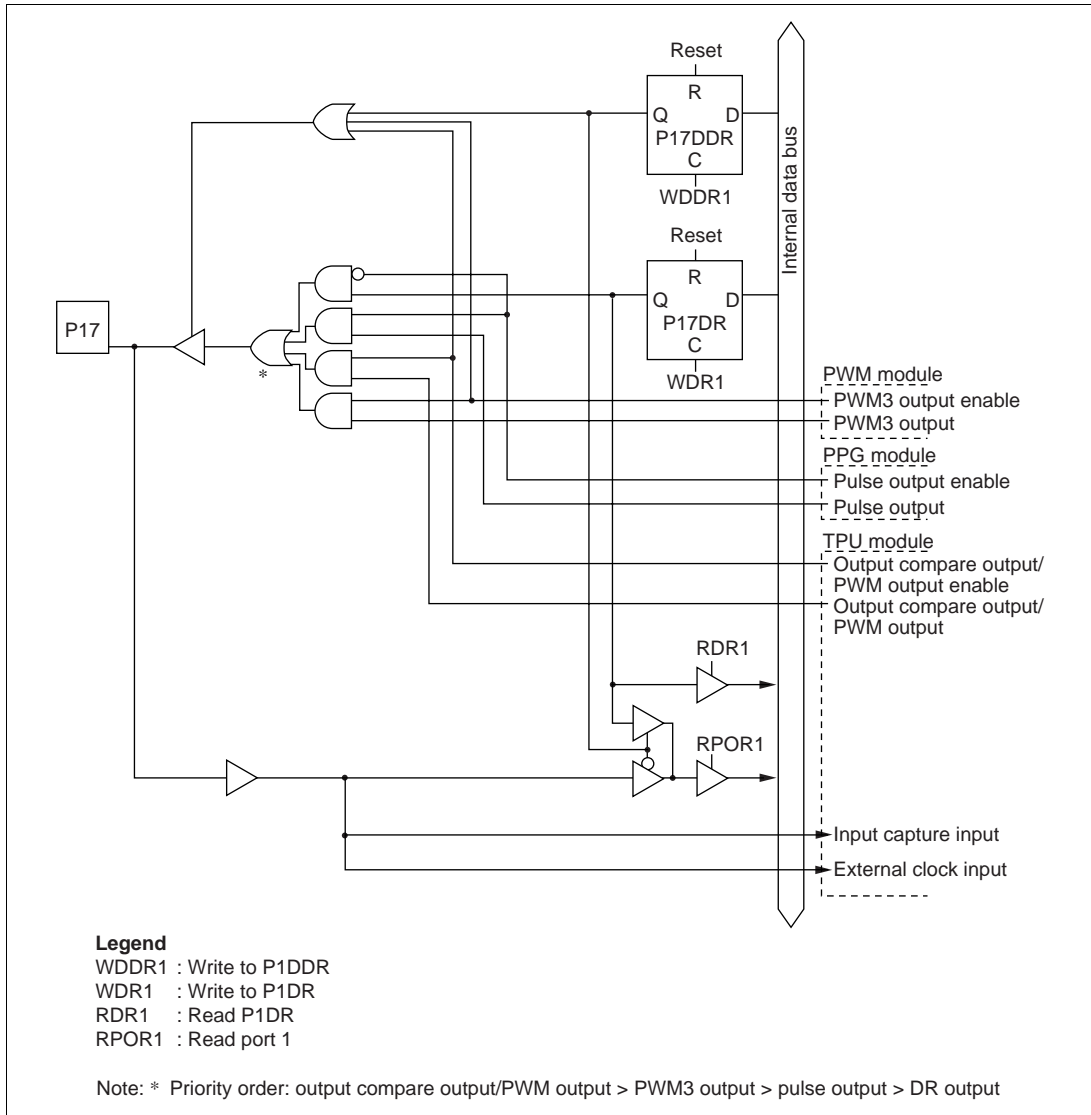 Reset
R
Q D
P17DDR
C
WDDR1
Internal data bus
Reset
R
Q D
P17DR
C
WDR1
P17
*
PWM module
PWM3 output enable
PWM3 output
PPG module
Pulse output enable
Pulse output
TPU module
Output compare output/
PWM output enable
Output compare output/
PWM output
RDR1
RPOR1
Input capture input
External clock input
Legend
WDDR1 : Write to P1DDR
WDR1 : Write to P1DR
RDR1 : Read P1DR
RPOR1 : Read port 1
Note: * Priority order: output compare output/PWM output > PWM3 output > pulse output > DR output